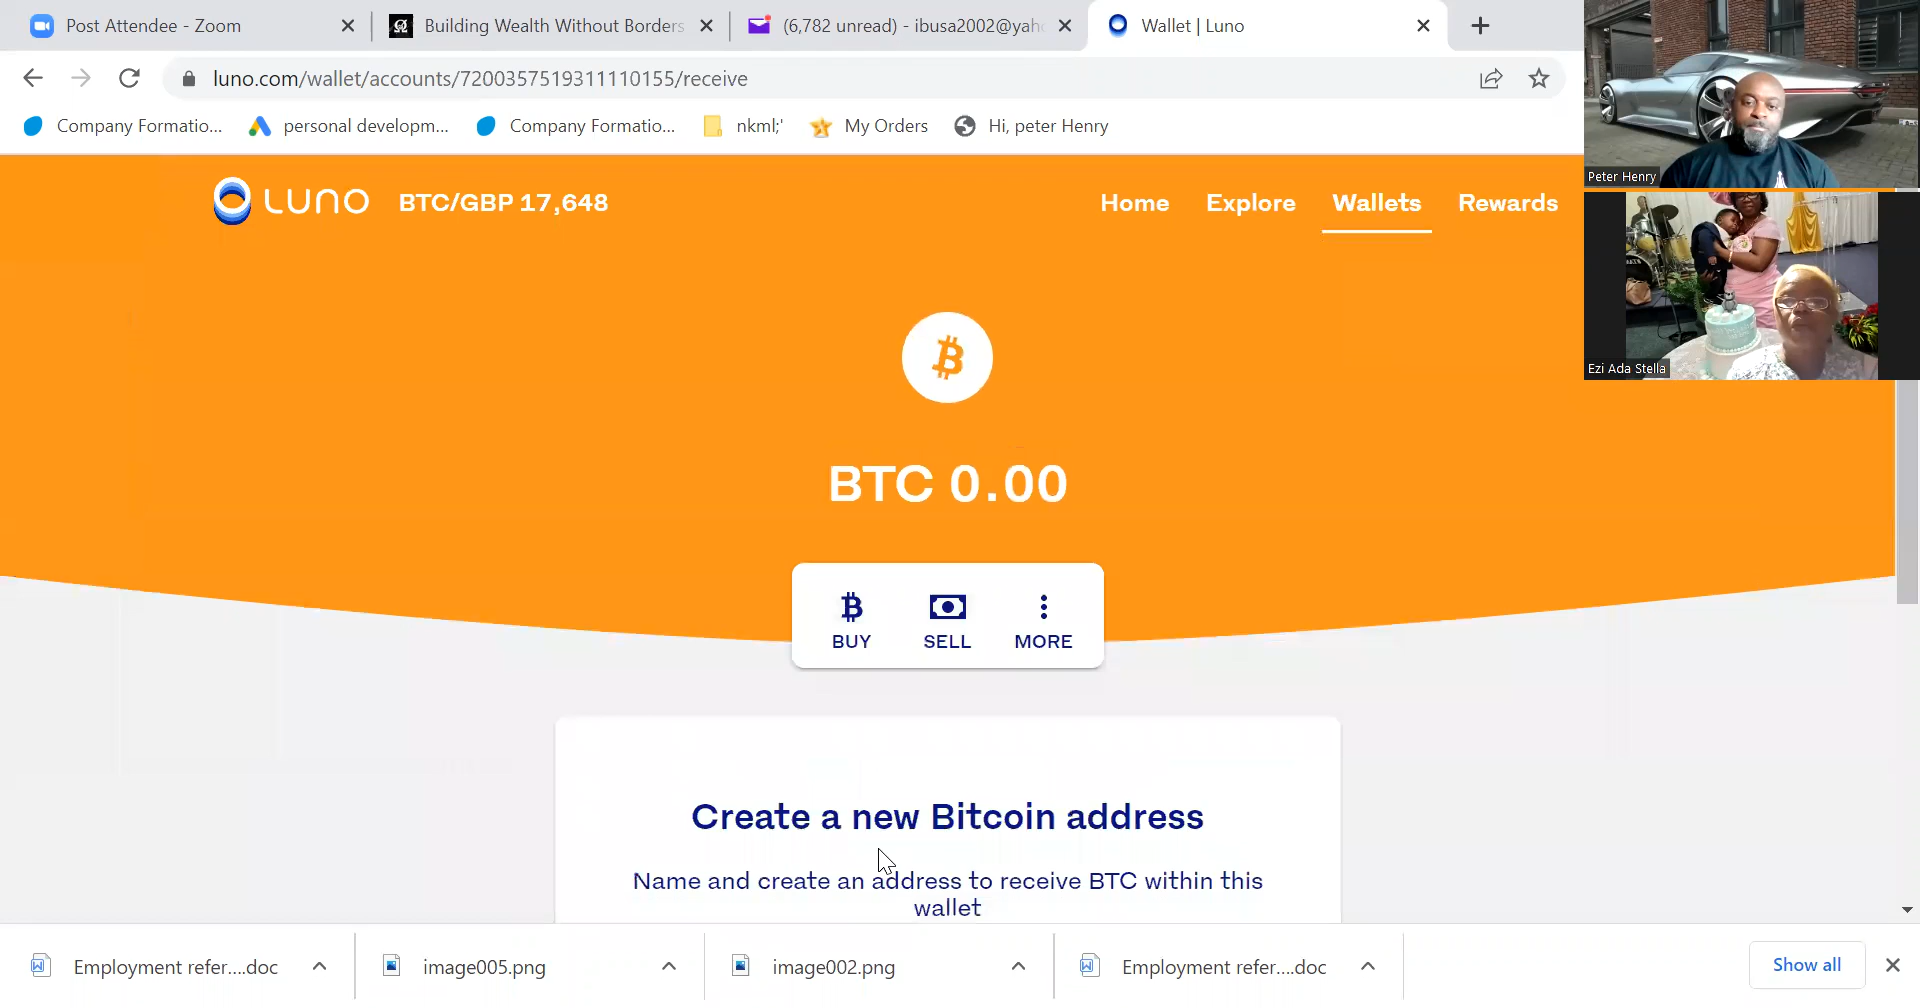 Post Attendee - Zoom
Building Wealth Without Borders
(6,782 unread) - ibusa2002@yaho
Wallet | Luno
luno.com/wallet/accounts/7200357519311110155/receive
Company Formatio...
personal developm...
Company Formatio...
nkml;'
My Orders
Hi, peter Henry
LUNO
BTC/GBP 17,648
Home
Explore
Wallets
Rewards
Peter Henry
Ezi Ada Stella
BTC 0.00
BUY
SELL
MORE
Create a new Bitcoin address
Name and create an address to receive BTC within this
wallet
Employment refer....doc
image005.png
image002.png
Employment refer....doc
Show all